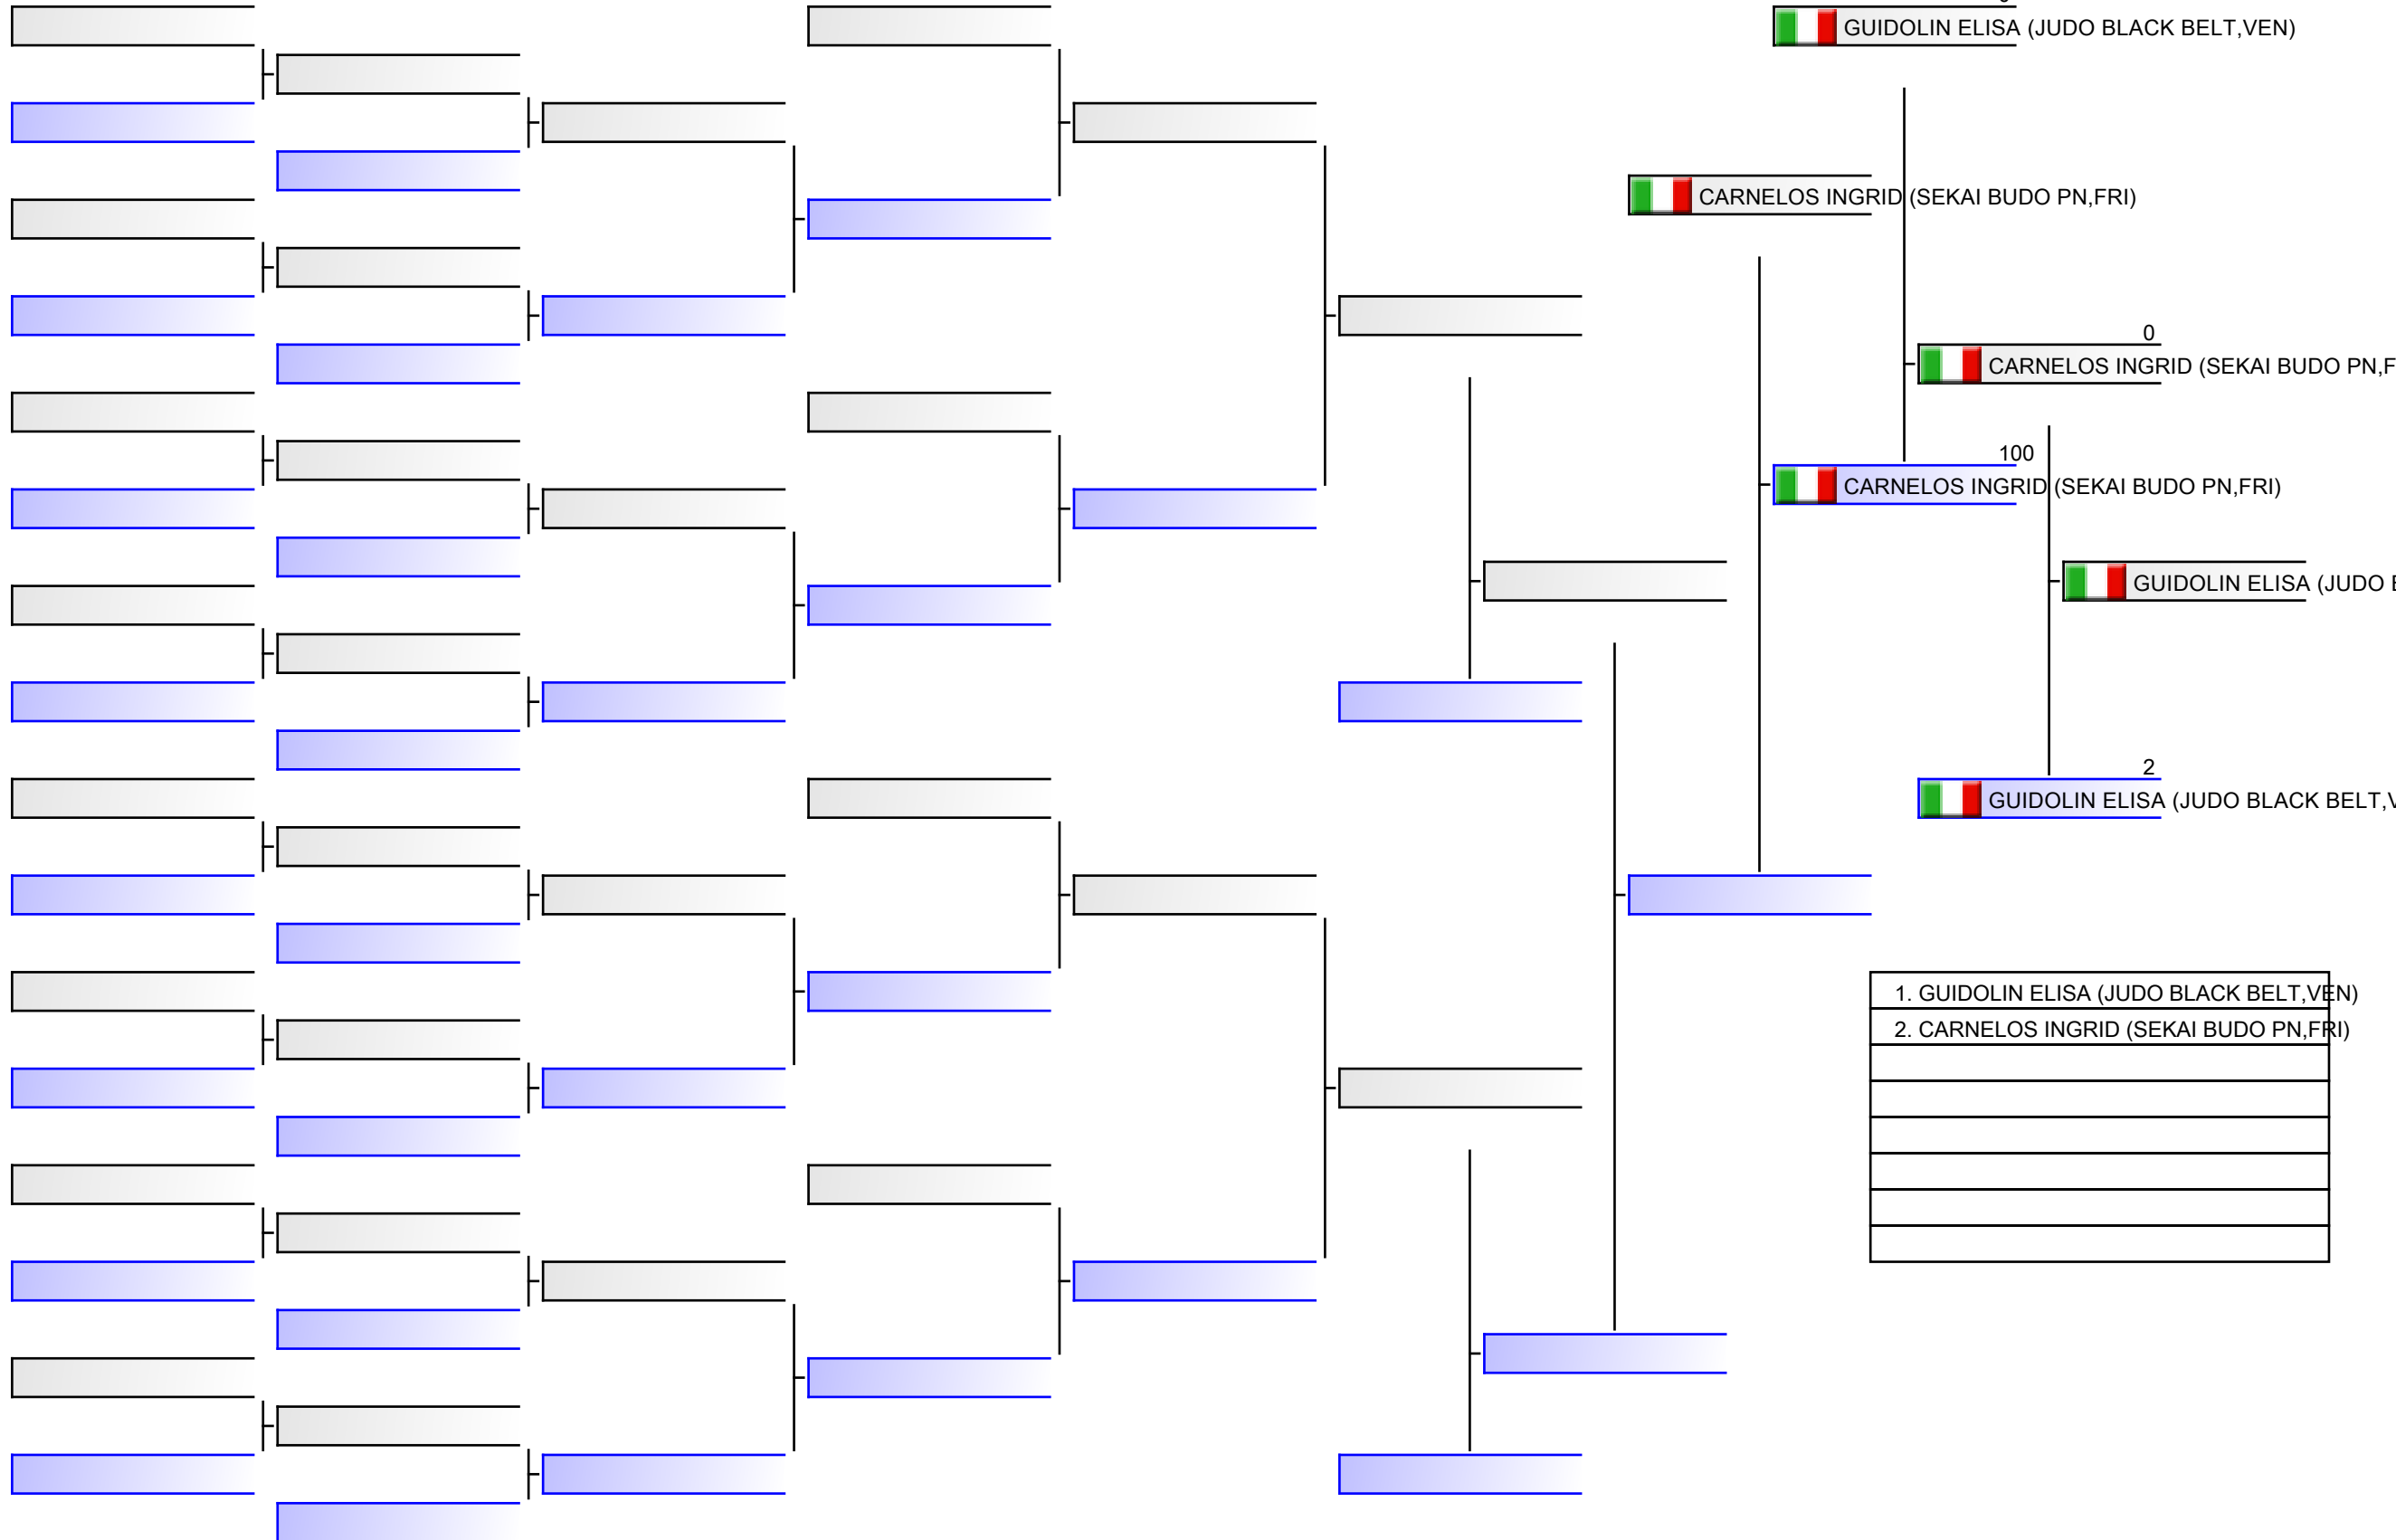 GUIDOLIN ELISA (JUDO BLACK BELT,VEN)
CARNELOS INGRID (SEKAI BUDO PN,FRI)
0
CARNELOS INGRID (SEKAI BUDO PN,F
100
CARNELOS INGRID (SEKAI BUDO PN,FRI)
GUIDOLIN ELISA (JUDO
2
GUIDOLIN ELISA (JUDO BLACK BELT,V
1. GUIDOLIN ELISA (JUDO BLACK BELT,VEN)
2. CARNELOS INGRID (SEKAI BUDO PN,FRI)